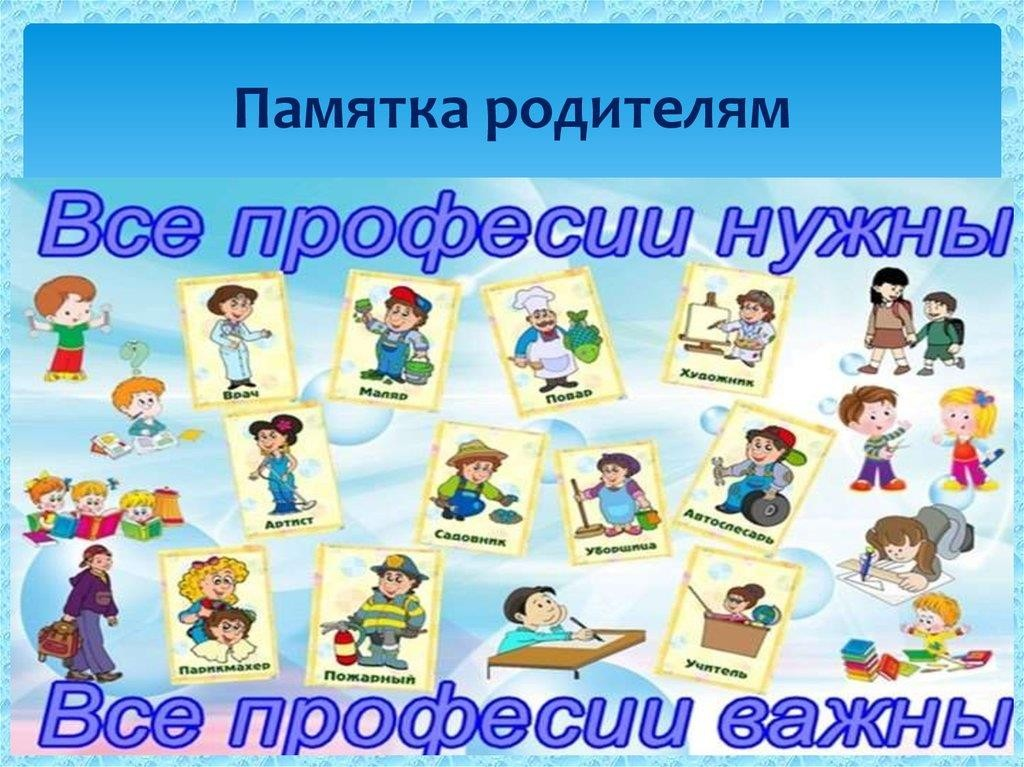 Памятка родителям
Все професии нужны
Врач
Маляр
Повар
Художник
Артист
Садовник
Уборщица
Автослесарь
Парикмахер
Пожарный
Учитель
Все професии важны